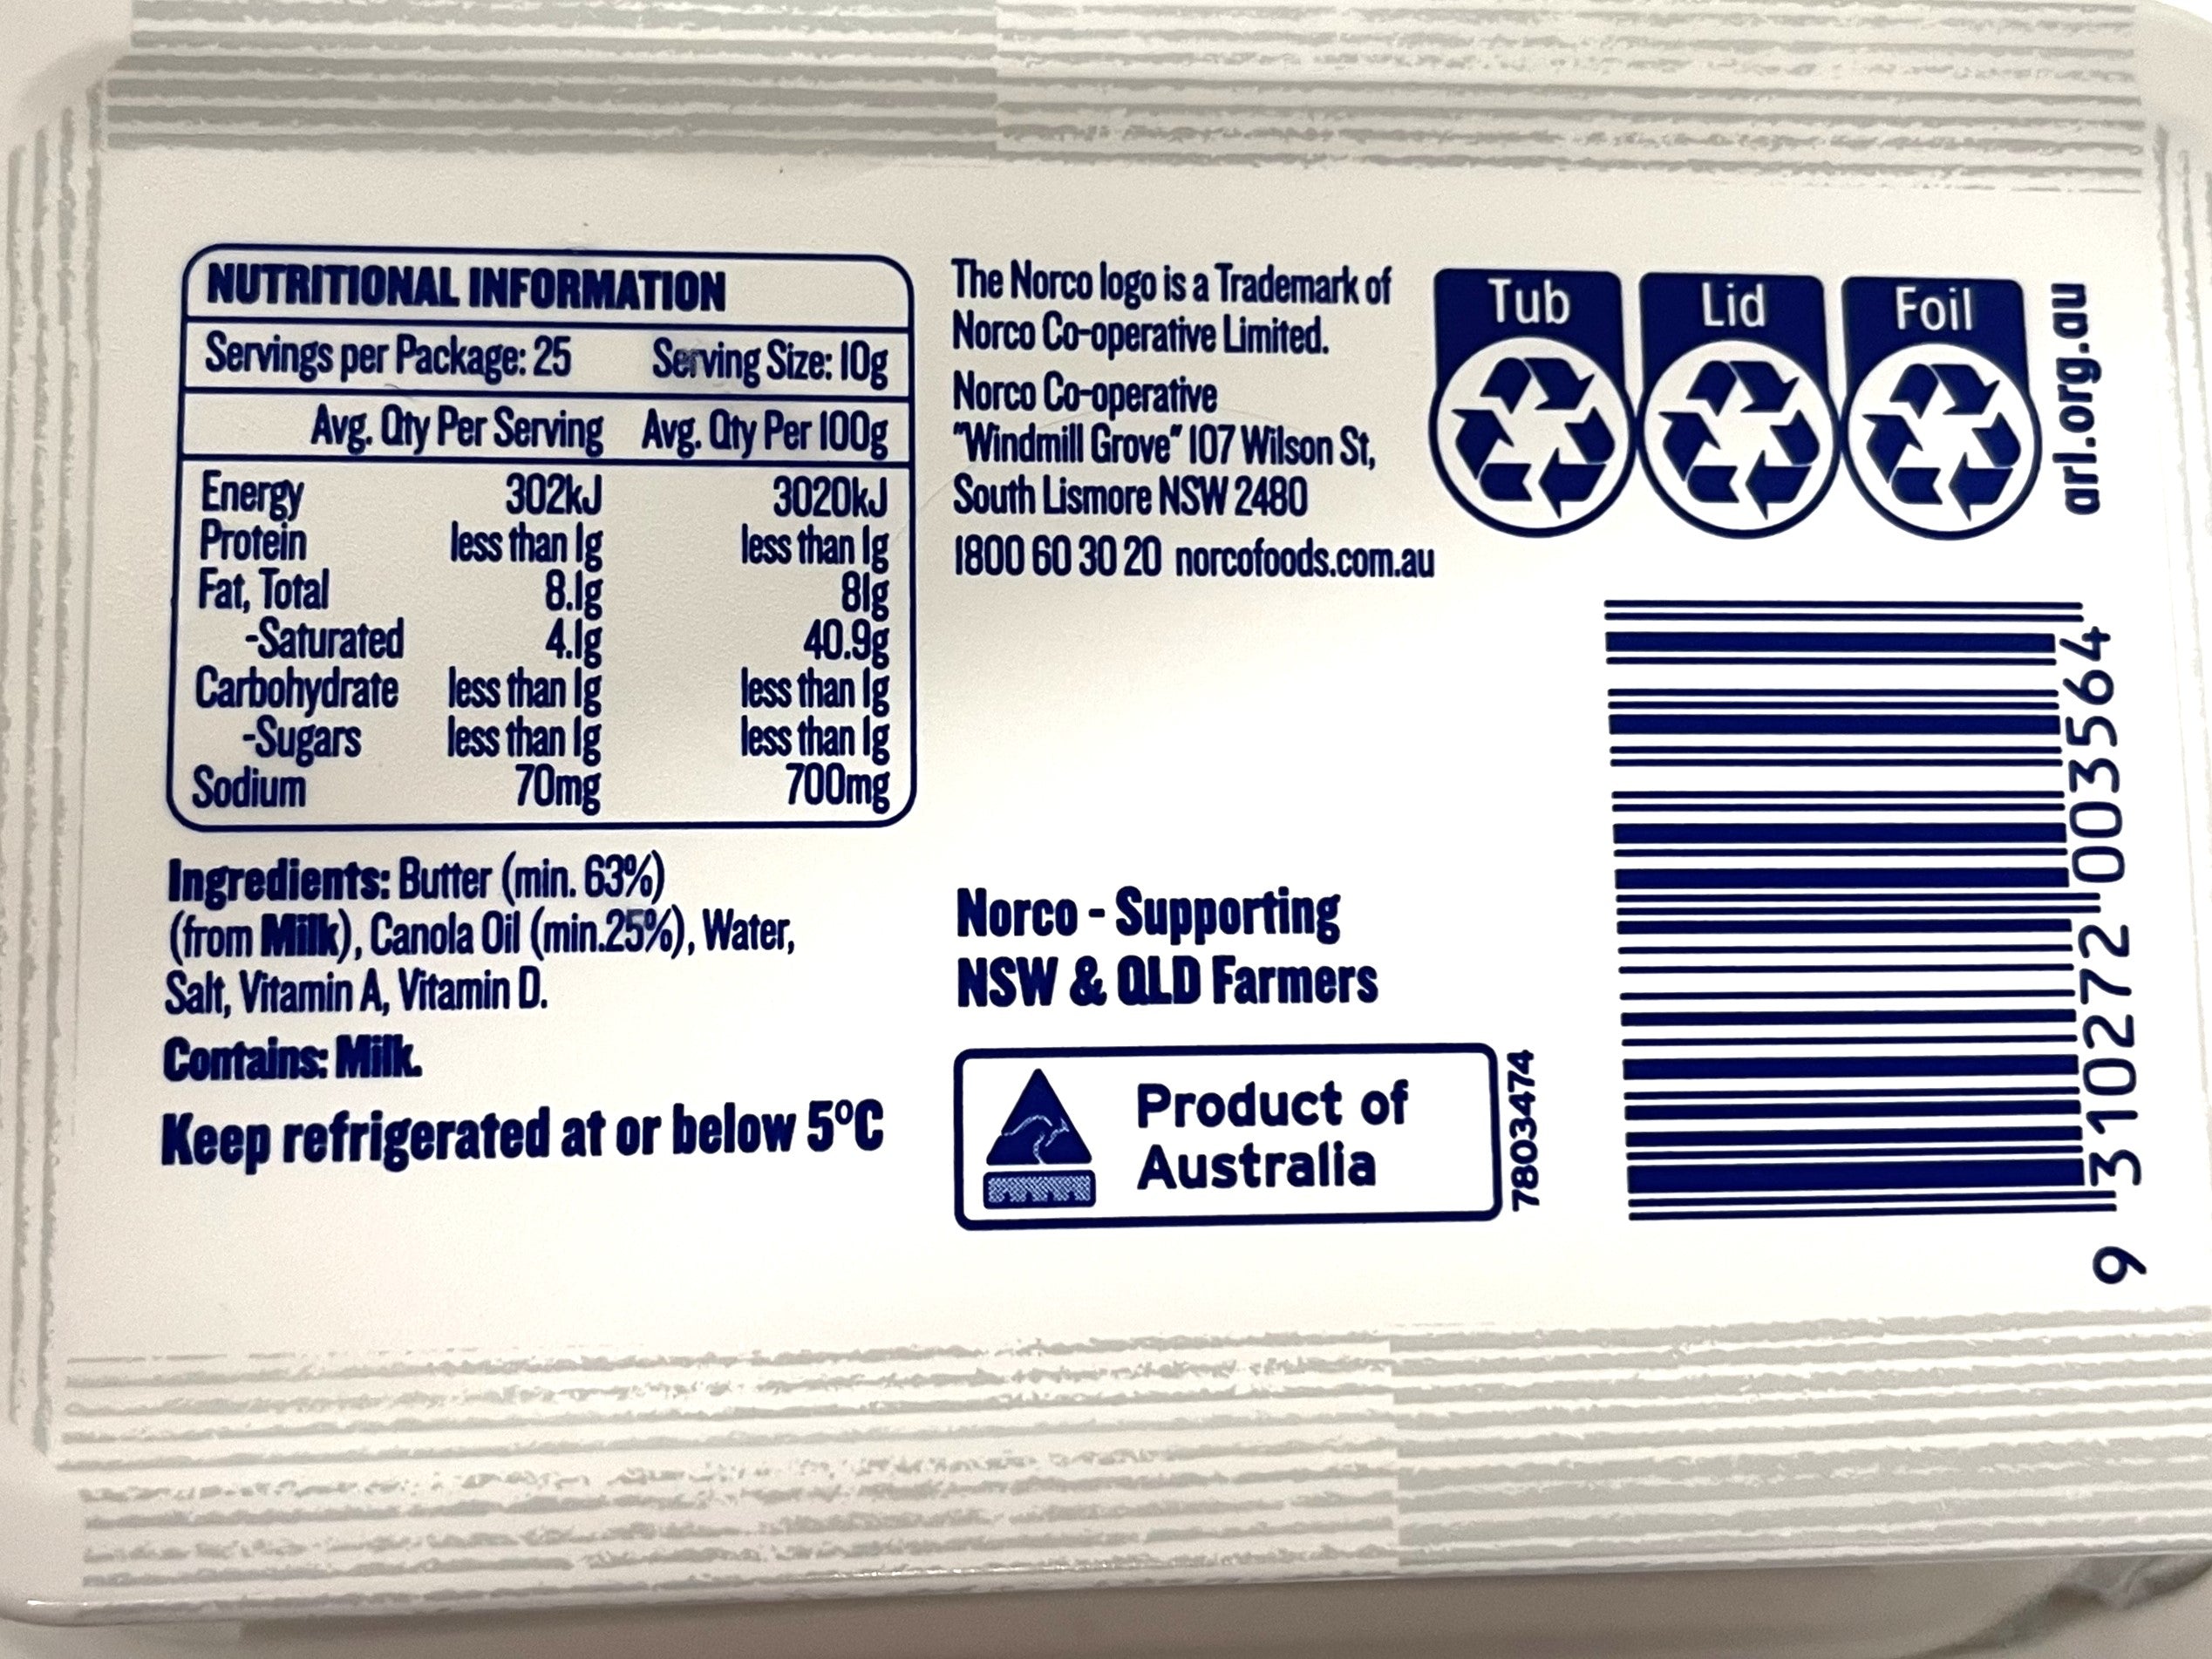 NUTRITIONAL INFORMATION
Servings per Package: 25 Serving Size: 10g
Avg. Qty Per Serving Avg. Qty Per 100g
Energy 302kJ 3020kJ
Protein less than 1g less than 1g
Fat, Total 8.1g 81g
-Saturated 4.1g 40.9g
Carbohydrate less than 1g less than 1g
-Sugars less than 1g less than 1g
Sodium 70mg 700mg
Ingredients: Butter (min. 63%)
(from Milk), Canola Oil (min.25%), Water,
Salt, Vitamin A, Vitamin D.
Contains: Milk.
Keep refrigerated at or below 5ºC
The Norco logo is a Trademark of
Norco Co-operative Limited.
Norco Co-operative
"Windmill Grove" 107 Wilson St,
South Lismore NSW 2480
1800 60 30 20 norcofoods.com.au
Norco - Supporting
NSW & QLD Farmers
Product of
Australia
7803474
Tub Lid Foil
arl.org.au
9 310272 003564